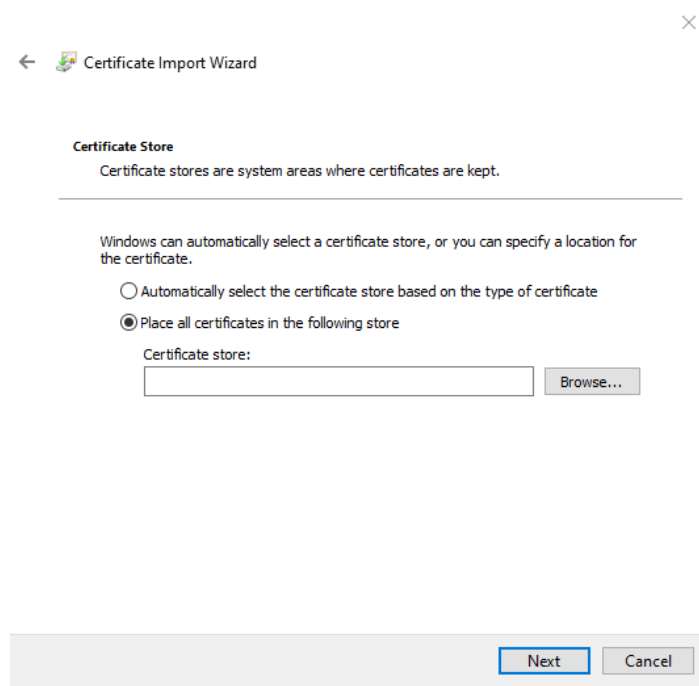 Certificate Import Wizard
Certificate Store
Certificate stores are system areas where certificates are kept.
Windows can automatically select a certificate store, or you can specify a location for
the certificate.
Automatically select the certificate store based on the type of certificate
Place all certificates in the following store
Certificate store:
Browse...
Next
Cancel